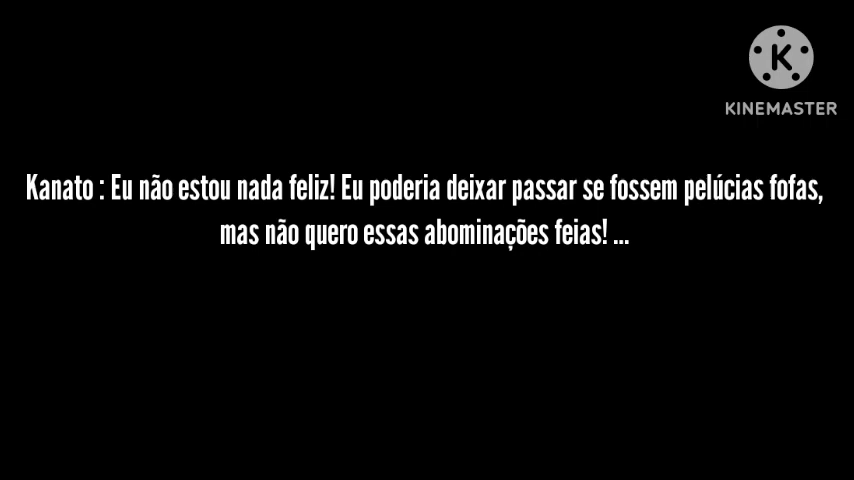 KINEMASTER
Kanato : Eu não estou nada feliz! Eu poderia deixar passar se fossem pelúcias fofas,
mas não quero essas abominações feias! ...